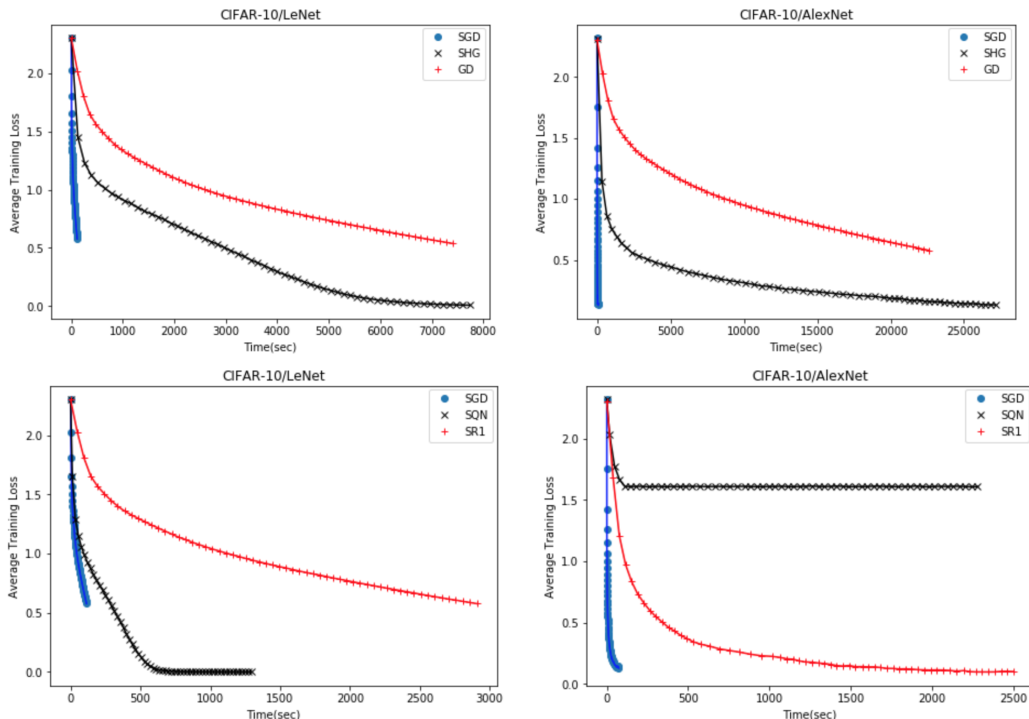 CIFAR-10/LeNet
SGD
SHG
GD
2.0
1.5
1.0
0.5
0.0
Average Training Loss
0 1000 2000 3000 4000 5000 6000 7000 8000
Time(sec)
CIFAR-10/AlexNet
SGD
SHG
GD
2.0
1.5
1.0
0.5
Average Training Loss
0 5000 10000 15000 20000 25000
Time(sec)
CIFAR-10/LeNet
SGD
SQN
SR1
2.0
1.5
1.0
0.5
0.0
Average Training Loss
0 500 1000 1500 2000 2500 3000
Time(sec)
CIFAR-10/AlexNet
SGD
SQN
SR1
2.0
1.5
1.0
0.5
0.0
Average Training Loss
0 500 1000 1500 2000 2500
Time(sec)